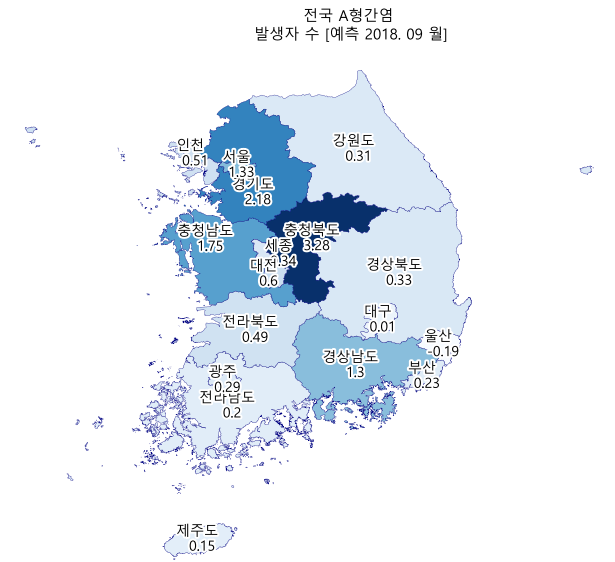 전국 A형간염
발생자 수 [예측 2018. 09 월]
강원도
0.31
인천
0.51
서울
1.33
경기도
2.18
충청남도
1.75
충청북도
3.28
세종
.34
대전
0.6
경상북도
0.33
대구
0.01
전라북도
0.49
울산
-0.19
경상남도
1.3
부산
0.23
광주
0.29
전라남도
0.2
제주도
0.15